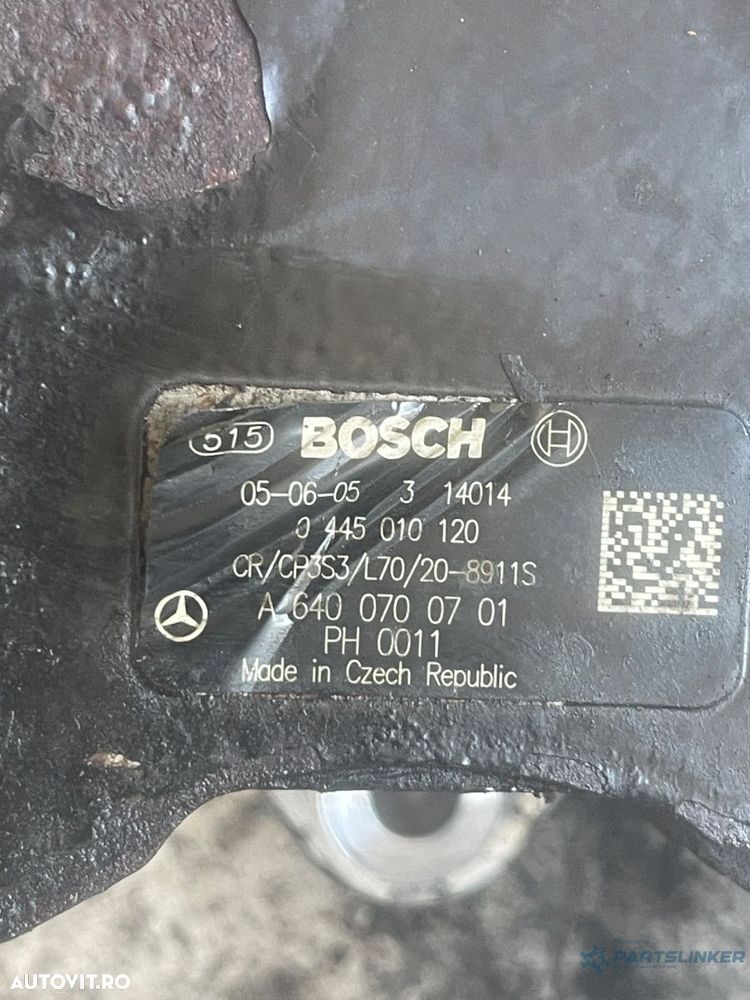 515 BOSCH
05-06-05 3 14014
0 445 010 120
CR/CP3S3/L70/20-8911S
A 640 070 07 01
PH 0011
Made in Czech Republic
PARTSLINKER
AUTOVIT.RO